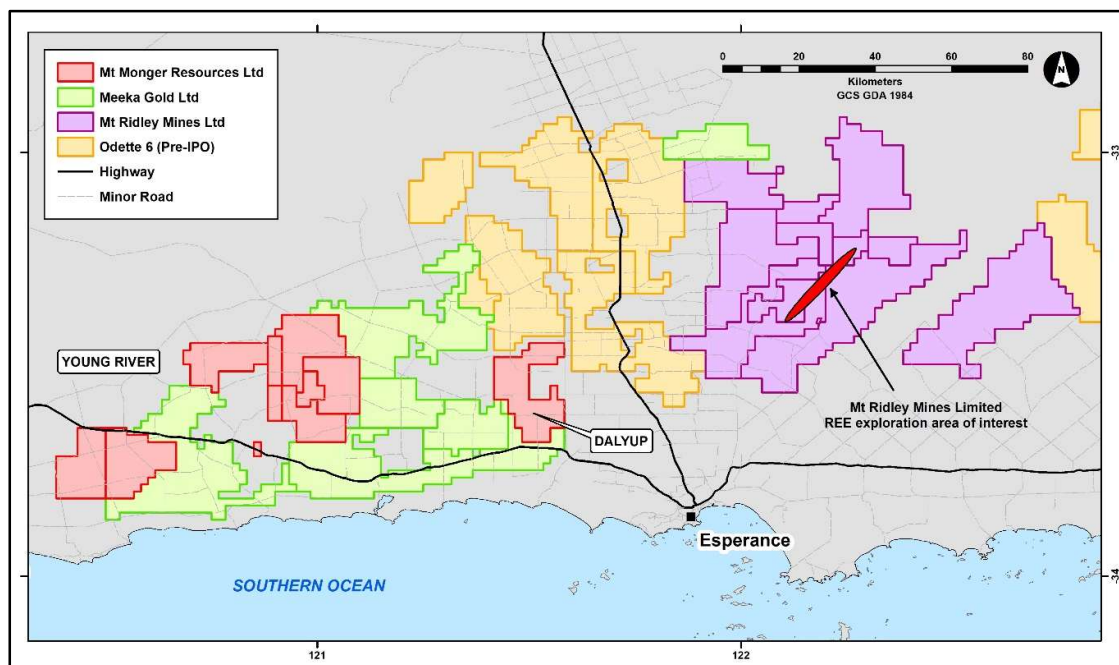 Mt Monger Resources Ltd
Meeka Gold Ltd
Mt Ridley Mines Ltd
Odette 6 (Pre-IPO)
Highway
Minor Road
0 20 40 60 80
Kilometers
GCS GDA 1984
N
-33
YOUNG RIVER
Mt Ridley Mines Limited
REE exploration area of interest
DALYUP
Esperance
SOUTHERN OCEAN
-34
121
122